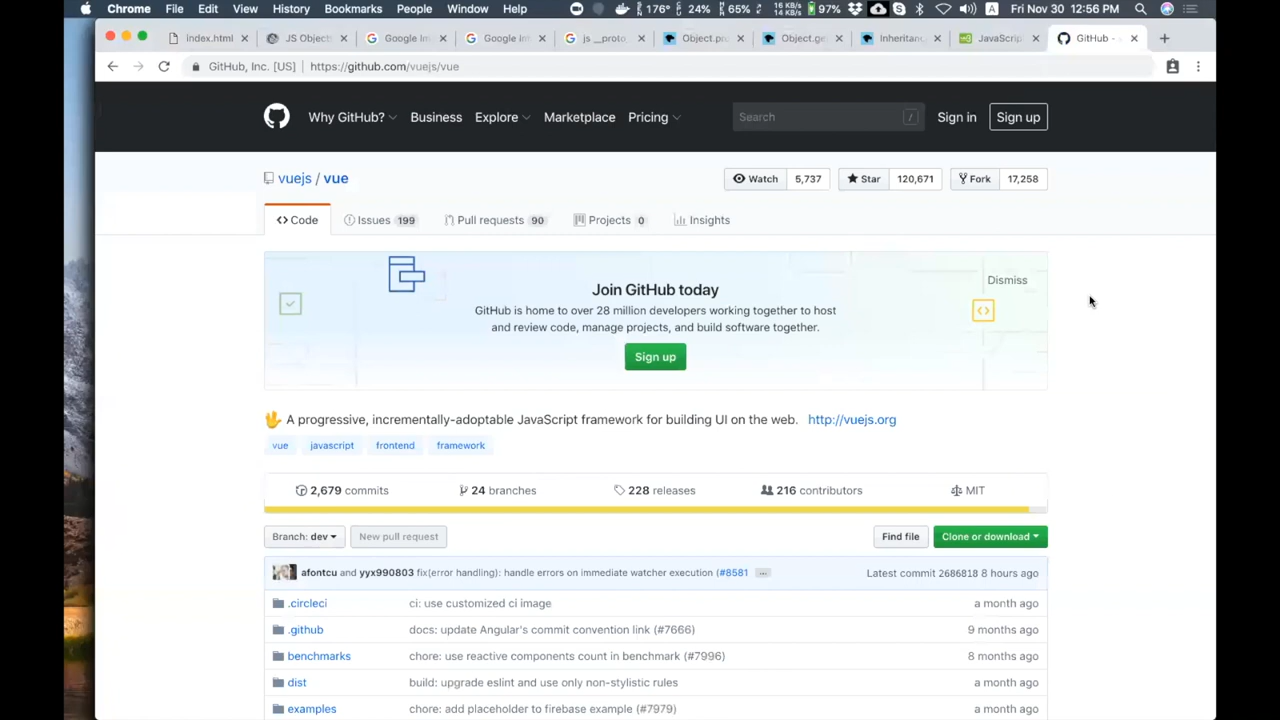 Chrome File Edit View History Bookmarks People Window Help 176° 24% 65% 16 KB 14 KB/s 97% A Fri Nov 30 12:56 PM
index.html JS Object Google Im Google Im js __proto Object.pro Object.ge Inheritanc JavaScrip GitHub -
GitHub, Inc. [US] | https://github.com/vuejs/vue
Why GitHub? Business Explore Marketplace Pricing Search / Sign in Sign up
vuejs / vue Watch 5,737 Star 120,671 Fork 17,258
Code Issues 199 Pull requests 90 Projects 0 Insights
Dismiss
Join GitHub today
GitHub is home to over 28 million developers working together to host
and review code, manage projects, and build software together.
Sign up
A progressive, incrementally-adoptable JavaScript framework for building UI on the web. http://vuejs.org
vue javascript frontend framework
2,679 commits 24 branches 228 releases 216 contributors MIT
Branch: dev New pull request Find file Clone or download
afontcu and yyx990803 fix(error handling): handle errors on immediate watcher execution (#8581 ... Latest commit 2686818 8 hours ago
.circleci ci: use customized ci image a month ago
.github docs: update Angular's commit convention link (#7666) 9 months ago
benchmarks chore: use reactive components count in benchmark (#7996) 8 months ago
dist build: upgrade eslint and use only non-stylistic rules a month ago
examples chore: add placeholder to firebase example (#7979) a month ago